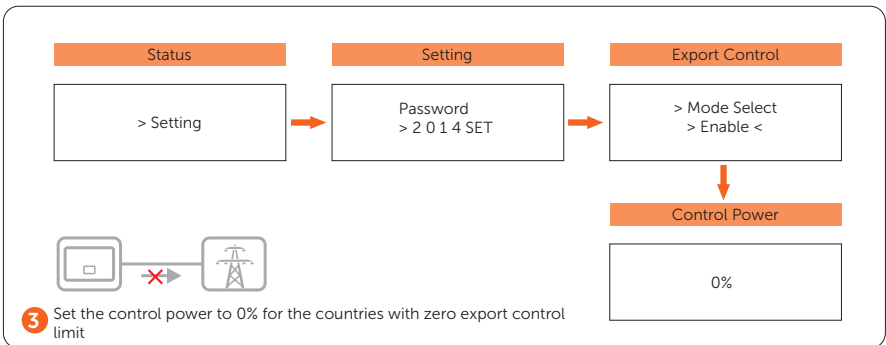 Status
Setting
Export Control
> Setting
Password
> 2 0 1 4 SET
> Mode Select
> Enable <
Control Power
0%
3 Set the control power to 0% for the countries with zero export control
limit